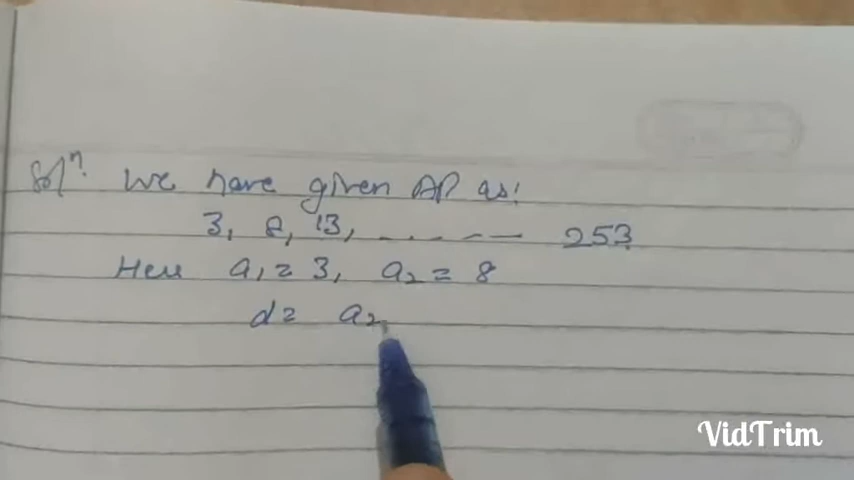 Solⁿ. We have given AP as:
3, 8, 13, ------ 253
Here a₁ = 3, a₂ = 8
d = a₂
VidTrim